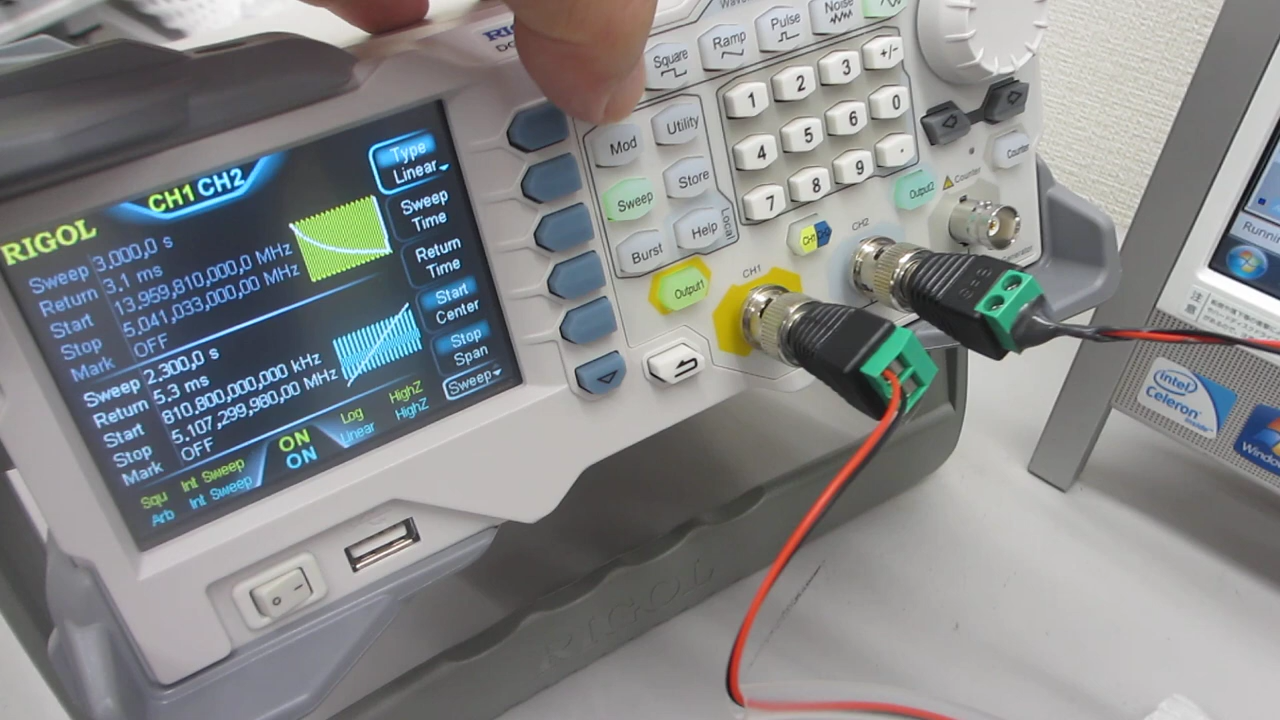 RIGOL
CH1 CH2
Sweep 3.000,0 s
Return 3.1 ms
Start 13.959,810,000,0 MHz
Stop 5.041,033,000,00 MHz
Mark OFF
Sweep 2.300,0 s
Return 5.3 ms
Start 810.800,000,000 kHz
Stop 5.107,299,980,00 MHz
Mark OFF
Squ Int Sweep
ON
Log
HighZ
Arb Int Sweep
ON
Linear
HighZ
Type
Linear
Sweep
Time
Return
Time
Start
Center
Stop
Span
Sweep
Square
Ramp
Pulse
Noise
Mod
Utility
Sweep
Store
Burst
Help
Local
1
2
3
+/-
4
5
6
0
7
8
9
.
Output1
CH1
CH1
CH2
Output2
Counter
Counter
RIGOL
intel
Celeron
inside
Runnin
注